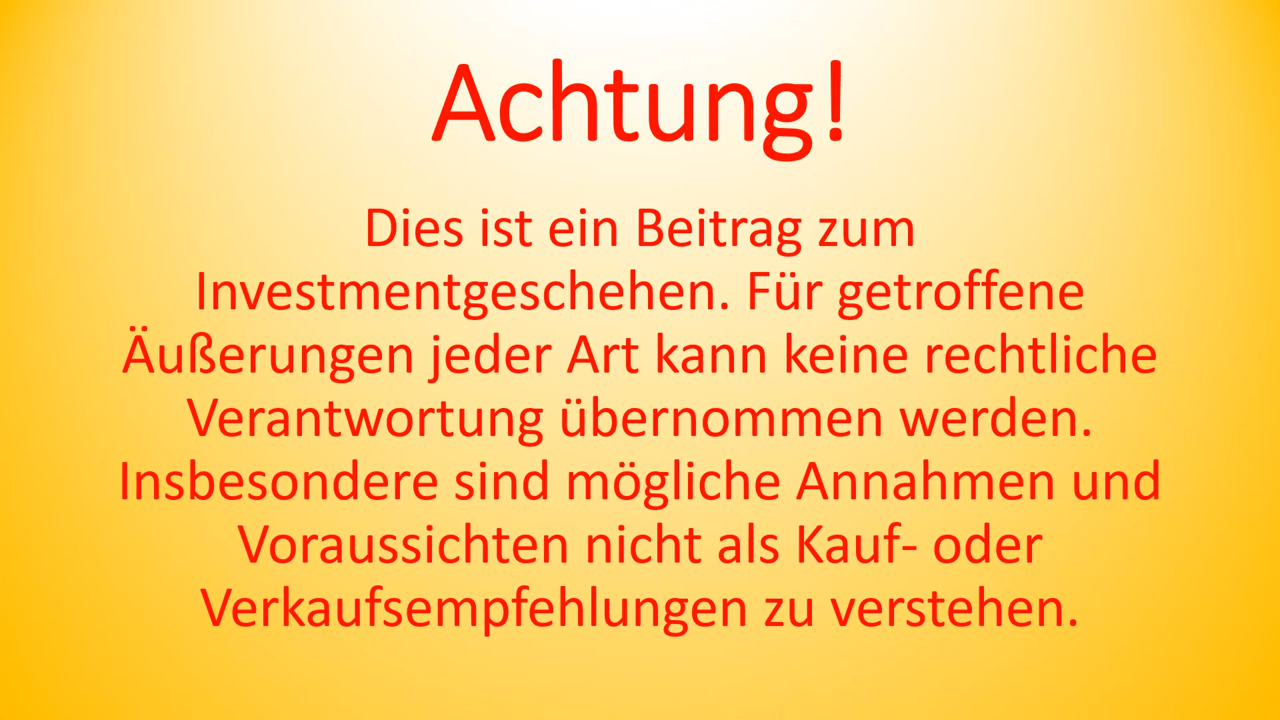 Achtung!
Dies ist ein Beitrag zum
Investmentgeschehen. Für getroffene
Äußerungen jeder Art kann keine rechtliche
Verantwortung übernommen werden.
Insbesondere sind mögliche Annahmen und
Voraussichten nicht als Kauf- oder
Verkaufsempfehlungen zu verstehen.